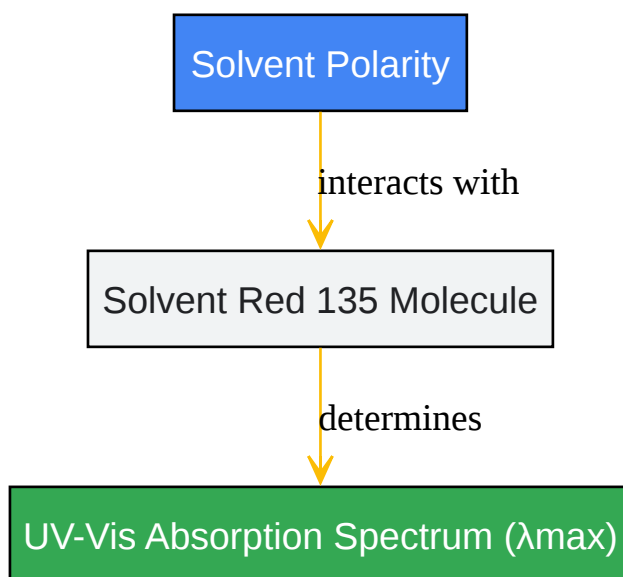 Solvent Polarity
interacts with
Solvent Red 135 Molecule
determines
UV-Vis Absorption Spectrum (λmax)